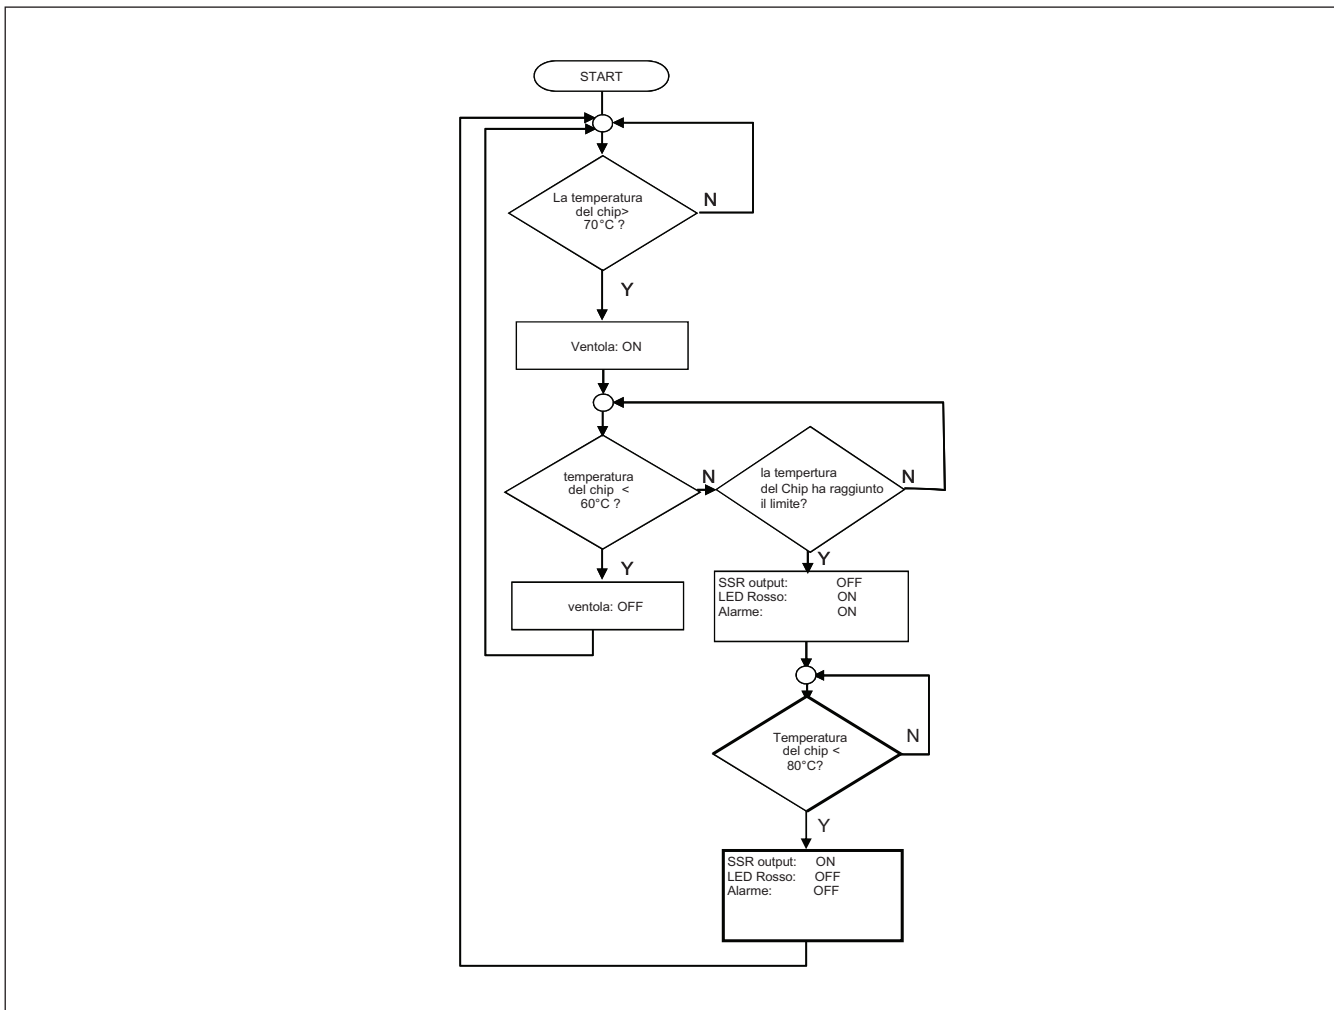 START
La temperatura
del chip>
70°C ?
N
Y
Ventola: ON
temperatura
del chip <
60°C ?
N
la tempertura
del Chip ha raggiunto
il limite?
N
Y
Y
ventola: OFF
SSR output: OFF
LED Rosso: ON
Alarme: ON
Temperatura
del chip <
80°C?
N
Y
SSR output: ON
LED Rosso: OFF
Alarme: OFF